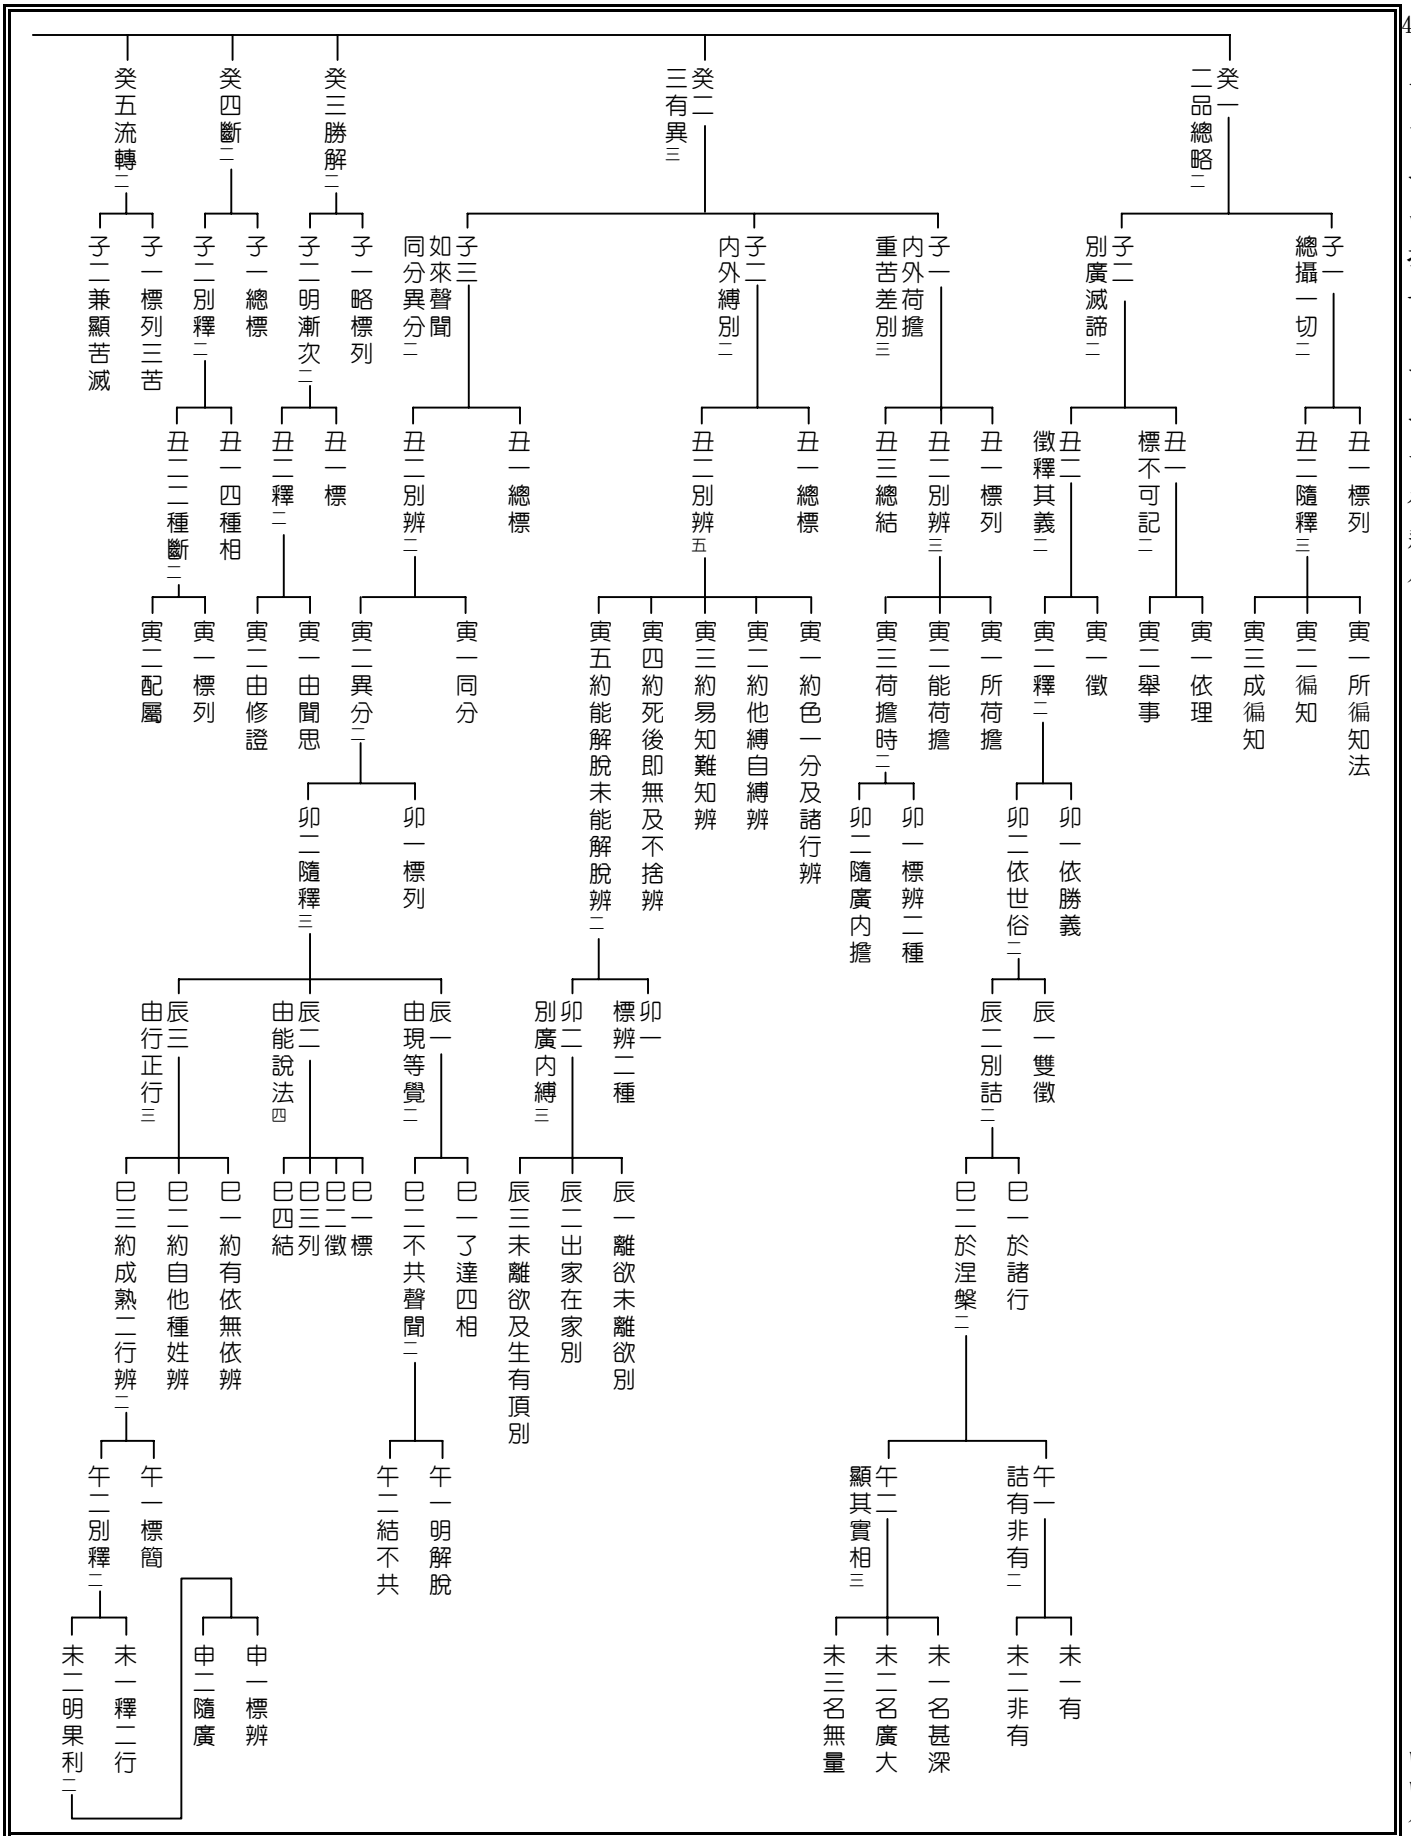 4
癸一
二品總略二
癸二
三有異三
癸三勝解二
癸四斷二
癸五流轉二
子一
總攝一切二
子二
別廣滅諦二
子一
內外荷擔
重苦差別三
子二
內外縛別二
子三
如來聲聞
同分異分二
子一略標列
子二明漸次二
子一總標
子二別釋二
子一標列三苦
子二兼顯苦滅
丑一標列
丑二隨釋三
丑一
標不可記二
丑二
徵釋其義二
丑一標列
丑二別辨三
丑三總結
丑一總標
丑二別辨五
丑一總標
丑二別辨二
丑一標
丑二釋二
丑一四種相
丑二二種斷二
寅一所徧知法
寅二徧知
寅三成徧知
寅一依理
寅二舉事
寅一徵
寅二釋二
寅一所荷擔
寅二能荷擔
寅三荷擔時二
寅一約色一分及諸行辨
寅二約他縛自縛辨
寅三約易知難知辨
寅四約死後即無及不捨辨
寅五約能解脫未能解脫辨二
寅一同分
寅二異分二
寅一由聞思
寅二由修證
寅一標列
寅二配屬
卯一依勝義
卯二依世俗二
卯一標辨二種
卯二隨廣內擔
卯一
標辨二種
卯二
別廣內縛三
卯一標列
卯二隨釋三
辰一雙徵
辰二別詰二
辰一離欲未離欲別
辰二出家在家別
辰三未離欲及生有頂別
辰一
由現等覺二
辰二
由能說法四
辰三
由行正行三
巳一於諸行
巳二於涅槃二
巳一了達四相
巳二不共聲聞二
巳一標
巳二徵
巳三列
巳四結
巳一約有依無依辨
巳二約自他種姓辨
巳三約成熟二行辨二
午一
詰有非有二
午二
顯其實相三
午一明解脫
午二結不共
午一標簡
午二別釋二
未一有
未二非有
未一名甚深
未二名廣大
未三名無量
未一釋二行
未二明果利二
申一標辨
申二隨廣